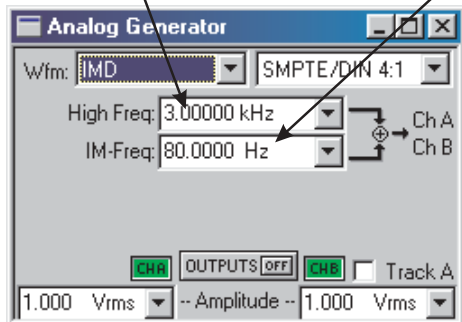 Analog Generator
Wfm: IMD SMPTE/DIN 4:1
High Freq: 3.00000 kHz Ch A
IM-Freq: 80.0000 Hz Ch B
CHA OUTPUTS OFF CHB Track A
1.000 Vrms -- Amplitude -- 1.000 Vrms